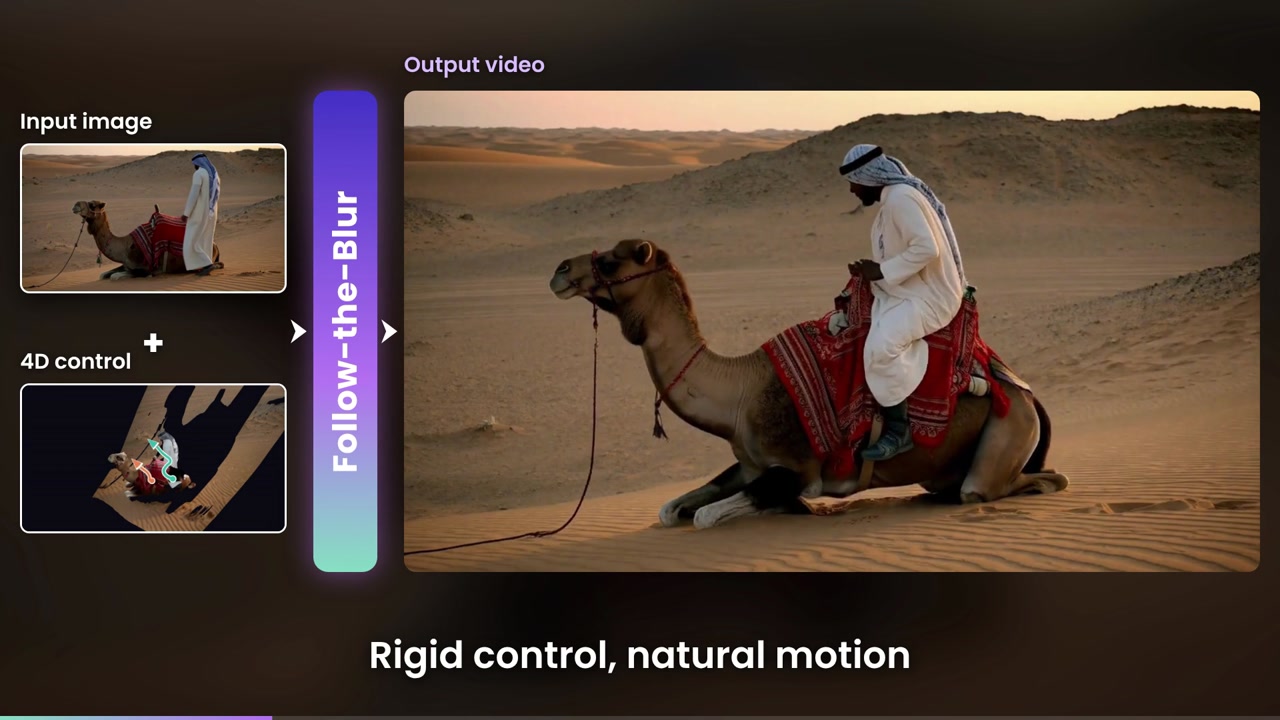 Output video
Input image
Follow-the-Blur
+
4D control
Rigid control, natural motion